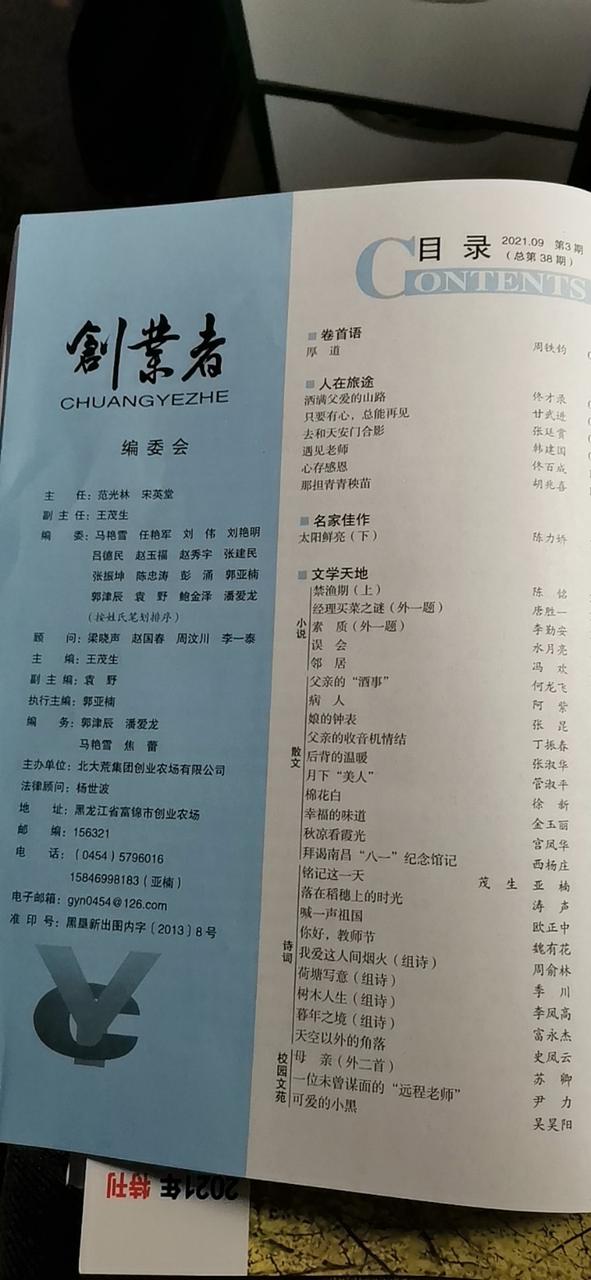 創業者
CHUANGYEZHE
编委会
主 任：范光林 宋英堂
副主任：王茂生
编 委：马艳雪 任艳军 刘 伟 刘艳明
吕德民 赵玉福 赵秀宇 张建民
张振坤 陈忠涛 彭 涌 郭亚楠
郭津辰 袁 野 鲍金泽 潘爱龙
（按姓氏笔划排序）
顾 问：梁晓声 赵国春 周汶川 李一泰
主 编：王茂生
副主编：袁 野
执行主编：郭亚楠
编 务：郭津辰 潘爱龙
马艳雪 焦 蕾
主办单位：北大荒集团创业农场有限公司
法律顾问：杨世波
地 址：黑龙江省富锦市创业农场
邮 编：156321
电 话：（0454）5796016
15846998183（亚楠）
电子邮箱：gyn0454@126.com
准 印 号：黑垦新出图内字〔2013〕8号
YC
目 录 2021.09 第3期
（总第38期）
CONTENTS
卷首语
厚 道 周铁钧
人在旅途
洒满父爱的山路 佟才录
只要有心，总能再见 甘武进
去和天安门合影 张廷赏
遇见老师 韩建国
心存感恩 佟百成
那担青青秧苗 胡兆喜
名家佳作
太阳鲜亮（下） 陈力娇
文学天地
小说
禁渔期（上） 陈 铭
经理买菜之谜（外一题） 唐胜一
素 质（外一题） 李勤安
误 会 水月亮
邻 居 冯 欢
散文
父亲的“酒事” 何龙飞
病 人 阿 紫
娘的钟表 张 昆
父亲的收音机情结 丁振春
后背的温暖 张淑华
月下“美人” 管淑平
棉花白 徐 新
幸福的味道 金玉丽
秋凉看霞光 宫凤华
拜谒南昌“八一”纪念馆记 西杨庄
诗词
铭记这一天 茂 生 亚 楠
落在稻穗上的时光 涛 声
喊一声祖国 欧正中
你好，教师节 魏有花
我爱这人间烟火（组诗） 周俞林
荷塘写意（组诗） 季 川
树木人生（组诗） 李凤高
暮年之境（组诗） 富永杰
天空以外的角落 史凤云
校园文苑
母 亲（外二首） 苏 卿
一位未曾谋面的“远程老师” 尹 力
可爱的小黑 吴昊阳
2021年 特刊